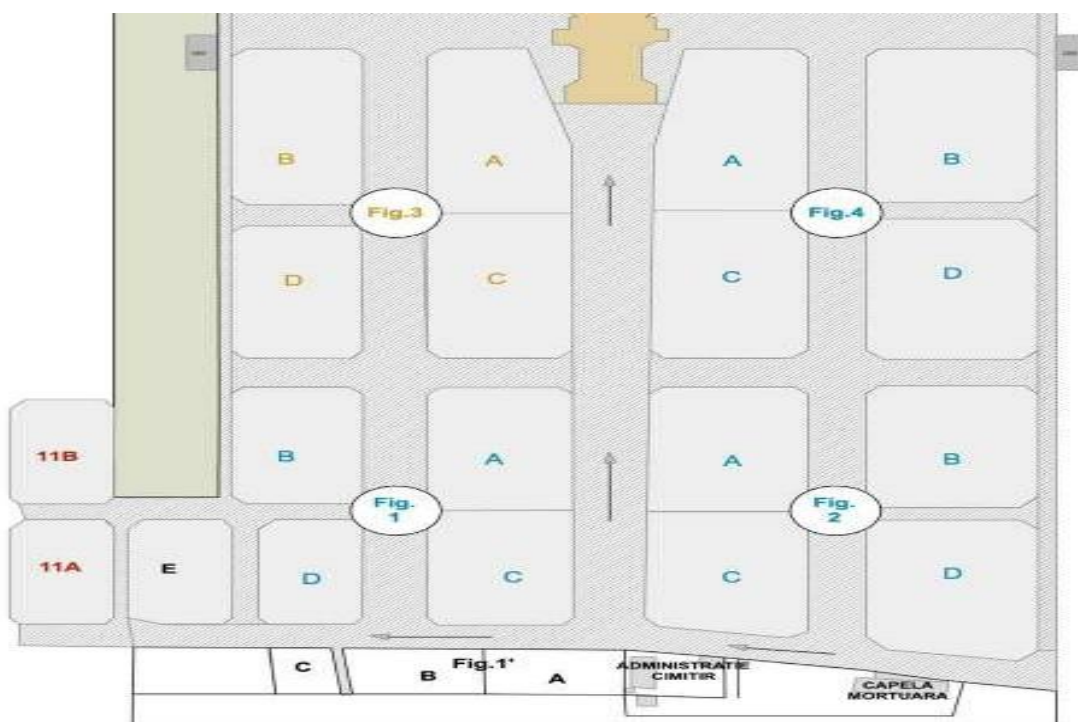 B
A
A
B
Fig.3
Fig.4
D
C
C
D
11B
B
A
A
B
Fig.
1
Fig.
2
11A
E
D
C
C
D
C
B
Fig.1*
A
ADMINISTRATIE
CIMITIR
CAPELA
MORTUARA